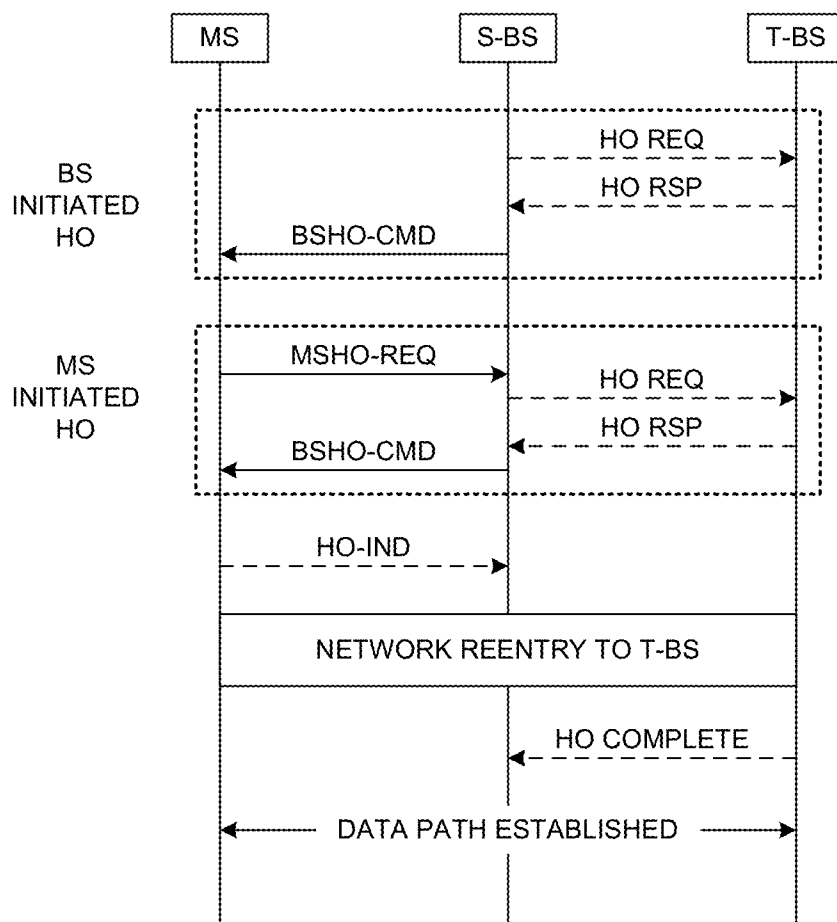 MS
S-BS
T-BS
BS
INITIATED
HO
HO REQ
HO RSP
BSHO-CMD
MS
INITIATED
HO
MSHO-REQ
HO REQ
HO RSP
BSHO-CMD
HO-IND
NETWORK REENTRY TO T-BS
HO COMPLETE
DATA PATH ESTABLISHED